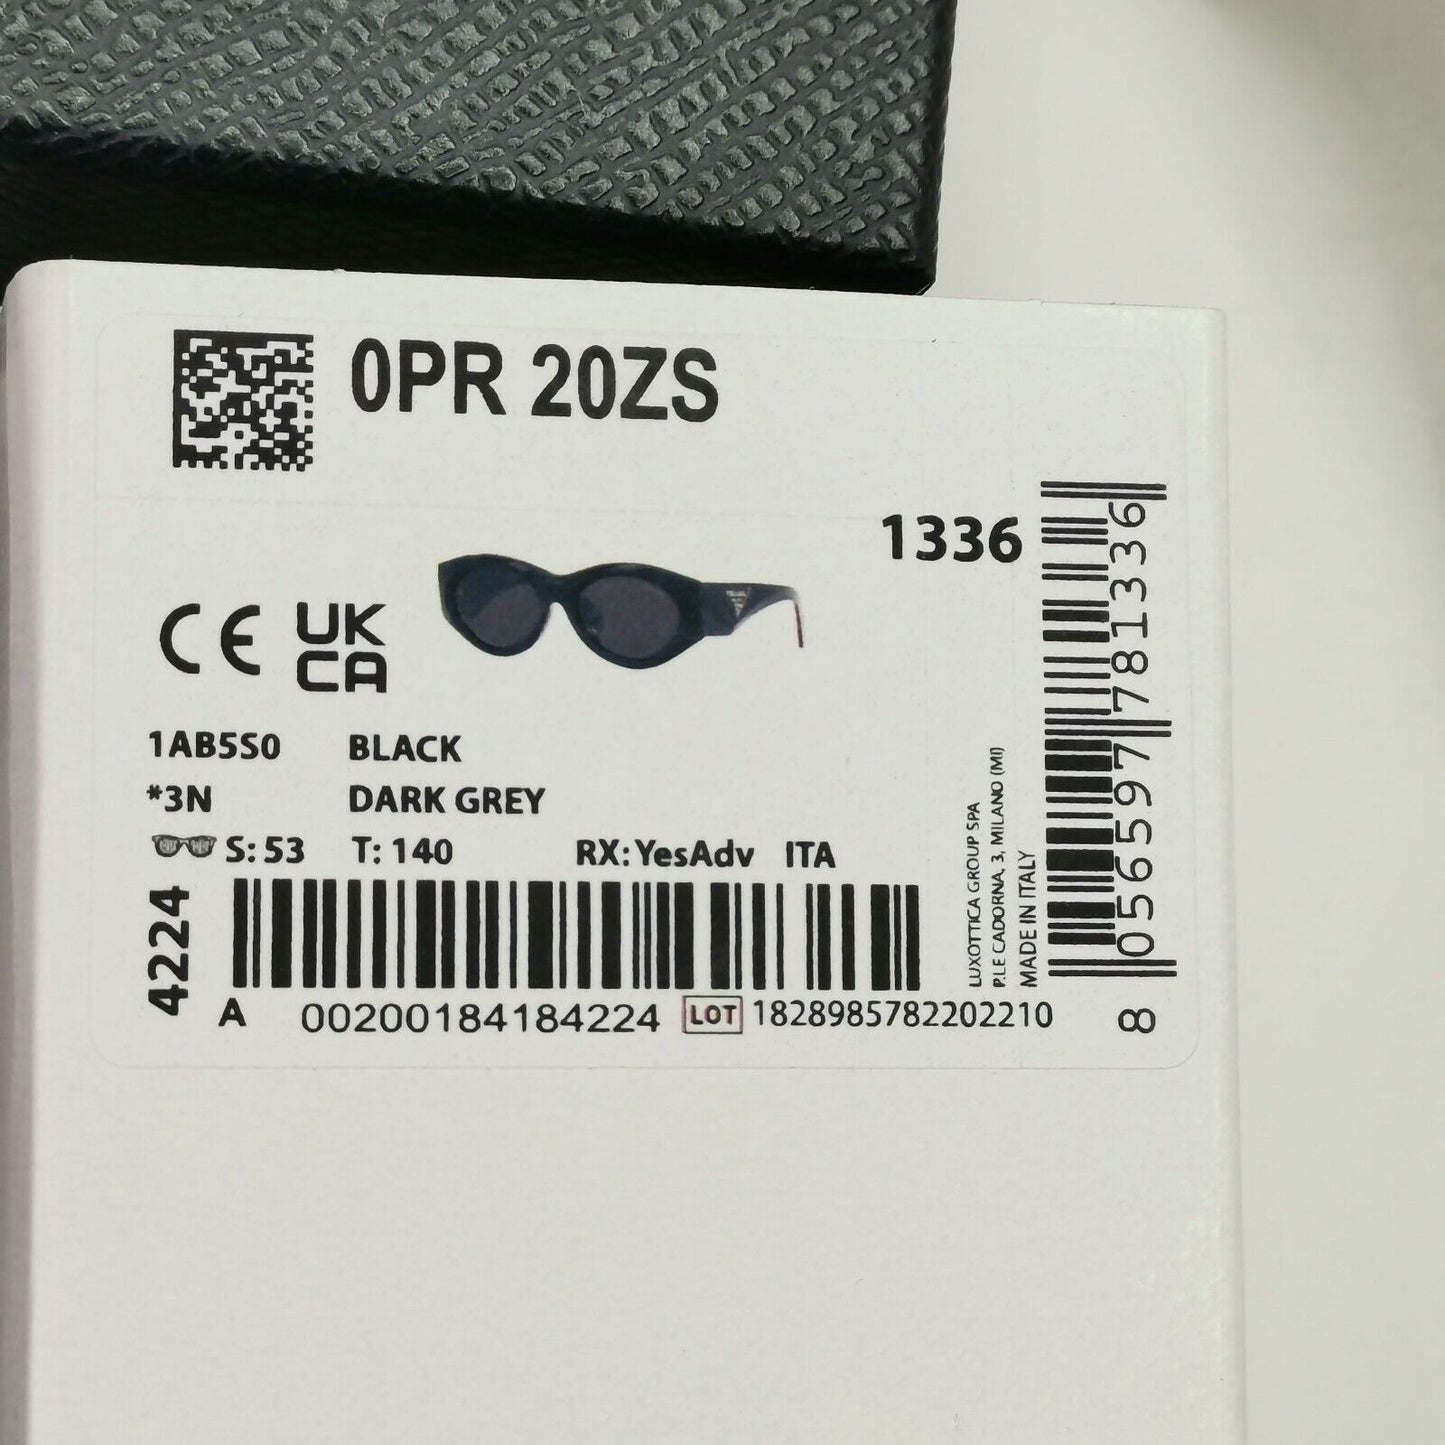 0PR 20ZS
1336
CE UK
CA
1AB5S0 BLACK
*3N DARK GREY
S: 53 T: 140 RX: YesAdv ITA
4224
A 00200184184224 LOT 1828985782202210
LUXOTTICA GROUP SPA
P.LE CADORNA, 3, MILANO (MI)
MADE IN ITALY
8 056597 781336